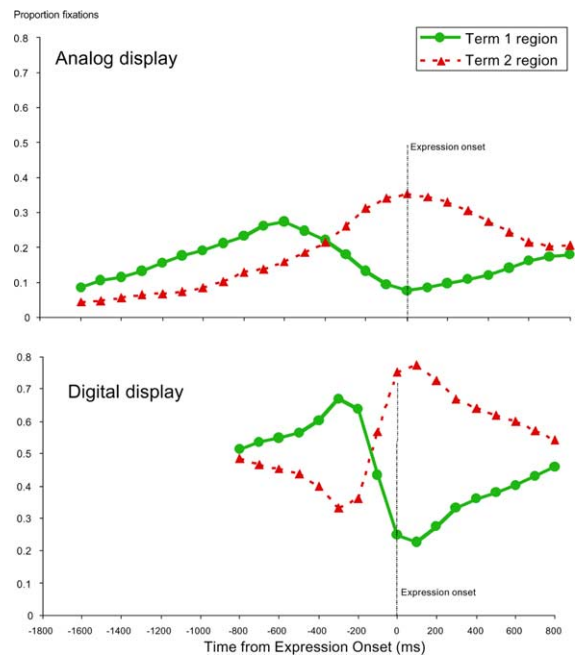 Proportion fixations
Analog display
Term 1 region
Term 2 region
0.8
0.7
0.6
0.5
0.4
0.3
0.2
0.1
0
Expression onset
Digital display
0.8
0.7
0.6
0.5
0.4
0.3
0.2
0.1
0
Expression onset
-1800 -1600 -1400 -1200 -1000 -800 -600 -400 -200 0 200 400 600 800
Time from Expression Onset (ms)